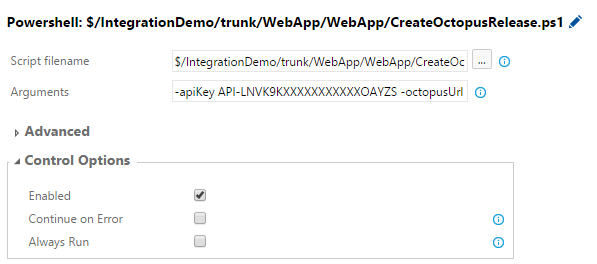 Powershell: $/IntegrationDemo/trunk/WebApp/WebApp/CreateOctopusRelease.ps1
Script filename $/IntegrationDemo/trunk/WebApp/WebApp/CreateOc ...
Arguments -apiKey API-LNVK9KXXXXXXXXXXXXOAYZS -octopusUrl
Advanced
Control Options
Enabled
Continue on Error
Always Run